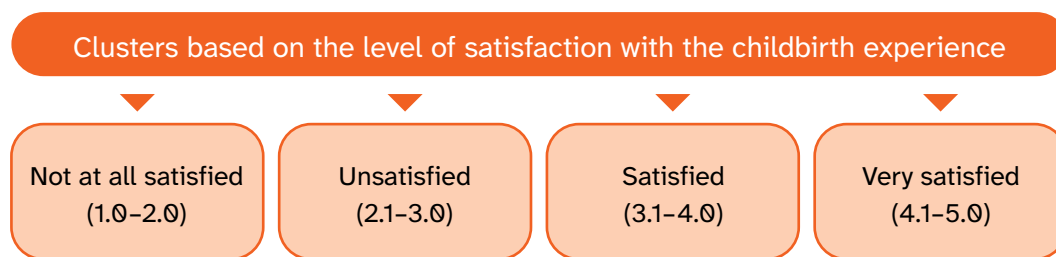 Clusters based on the level of satisfaction with the childbirth experience
Not at all satisfied
(1.0–2.0)
Unsatisfied
(2.1–3.0)
Satisfied
(3.1–4.0)
Very satisfied
(4.1–5.0)